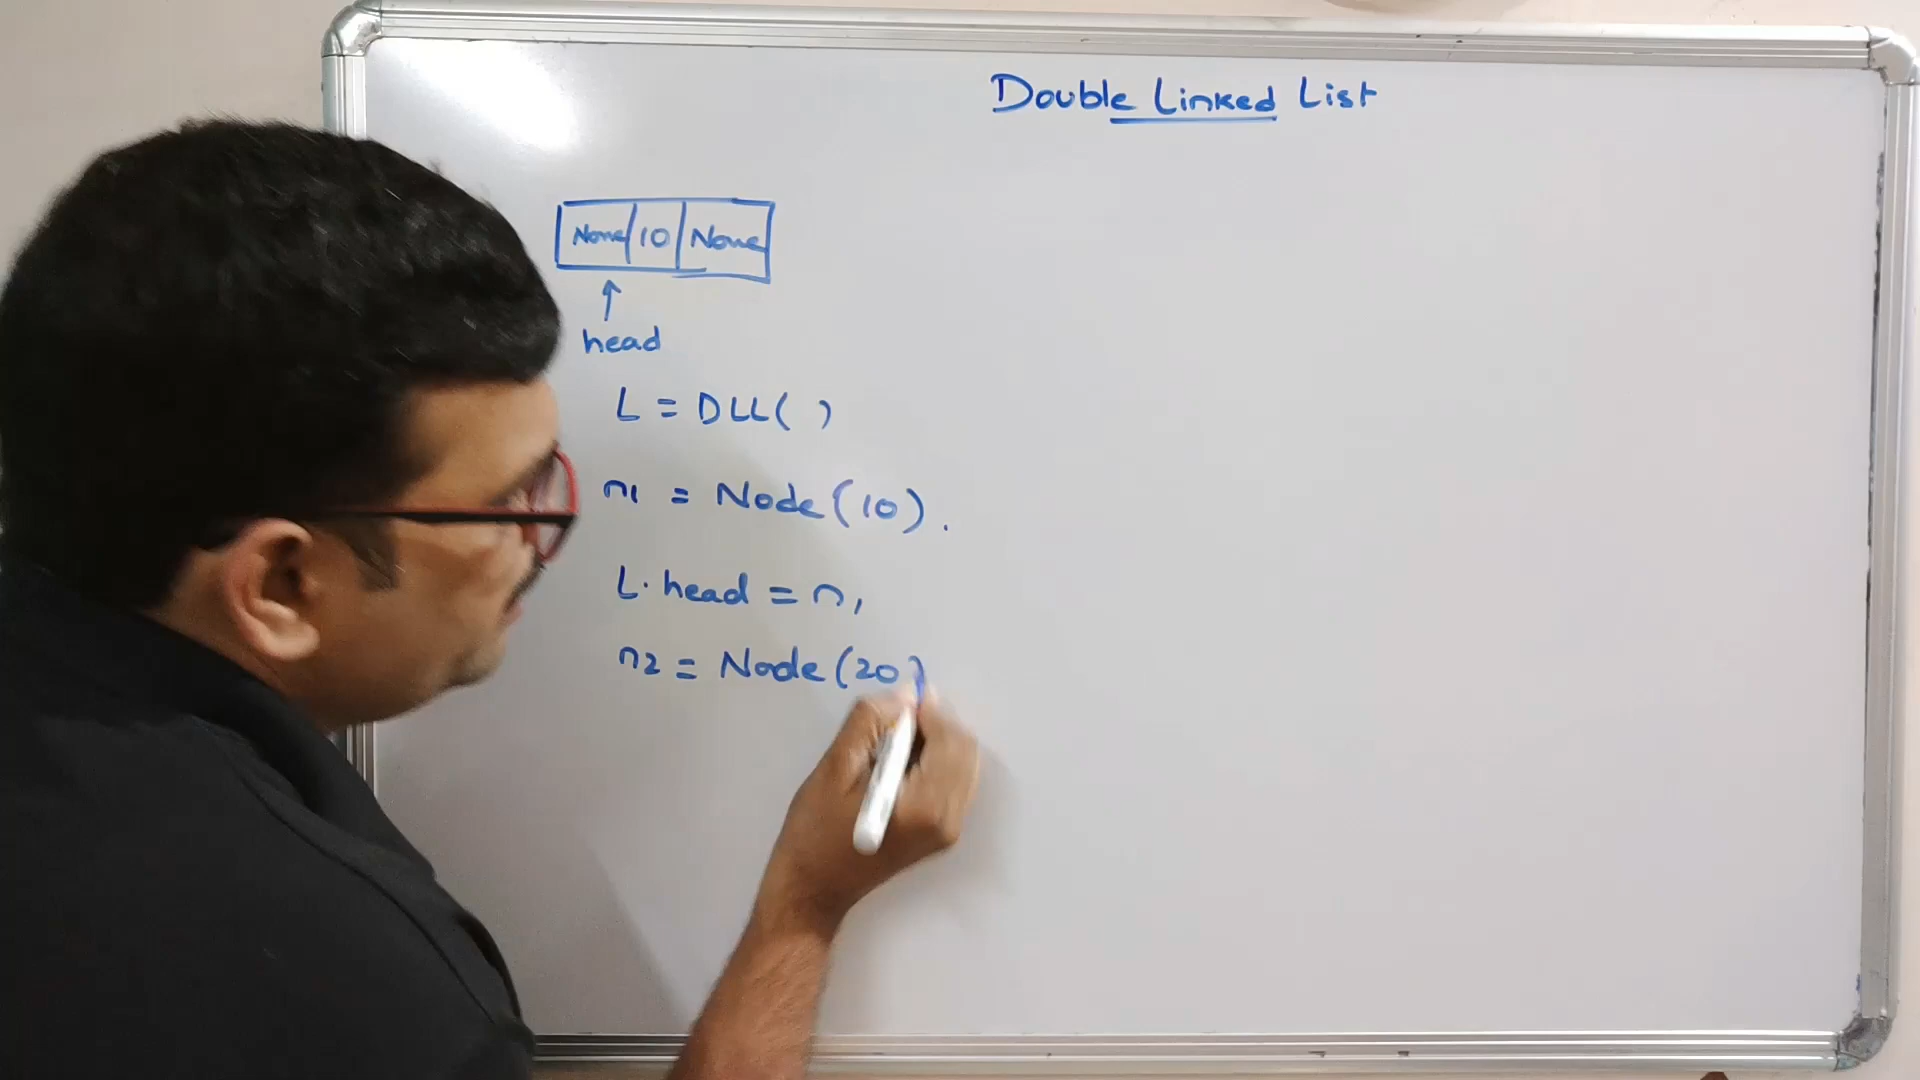 Double Linked List
None 10 None
head
L = DLL( )
n1 = Node(10).
L.head = n1
n2 = Node(20)